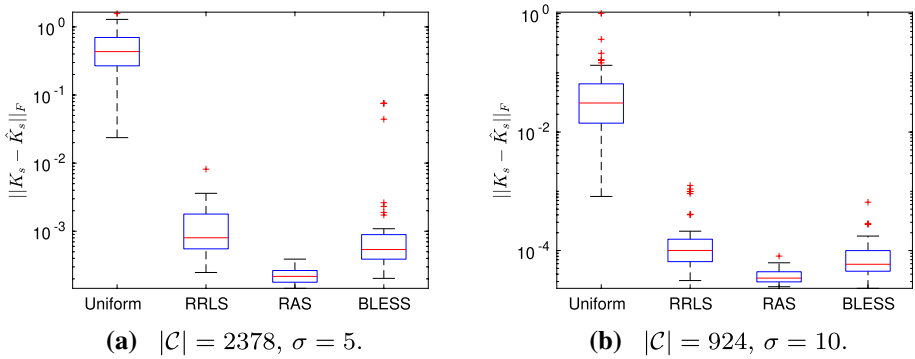 10^0
10^-1
10^-2
10^-3
||K_s − K̂_s||_F
Uniform RRLS RAS BLESS
(a) |C| = 2378, σ = 5.
10^0
10^-2
10^-4
||K_s − K̂_s||_F
Uniform RRLS RAS BLESS
(b) |C| = 924, σ = 10.